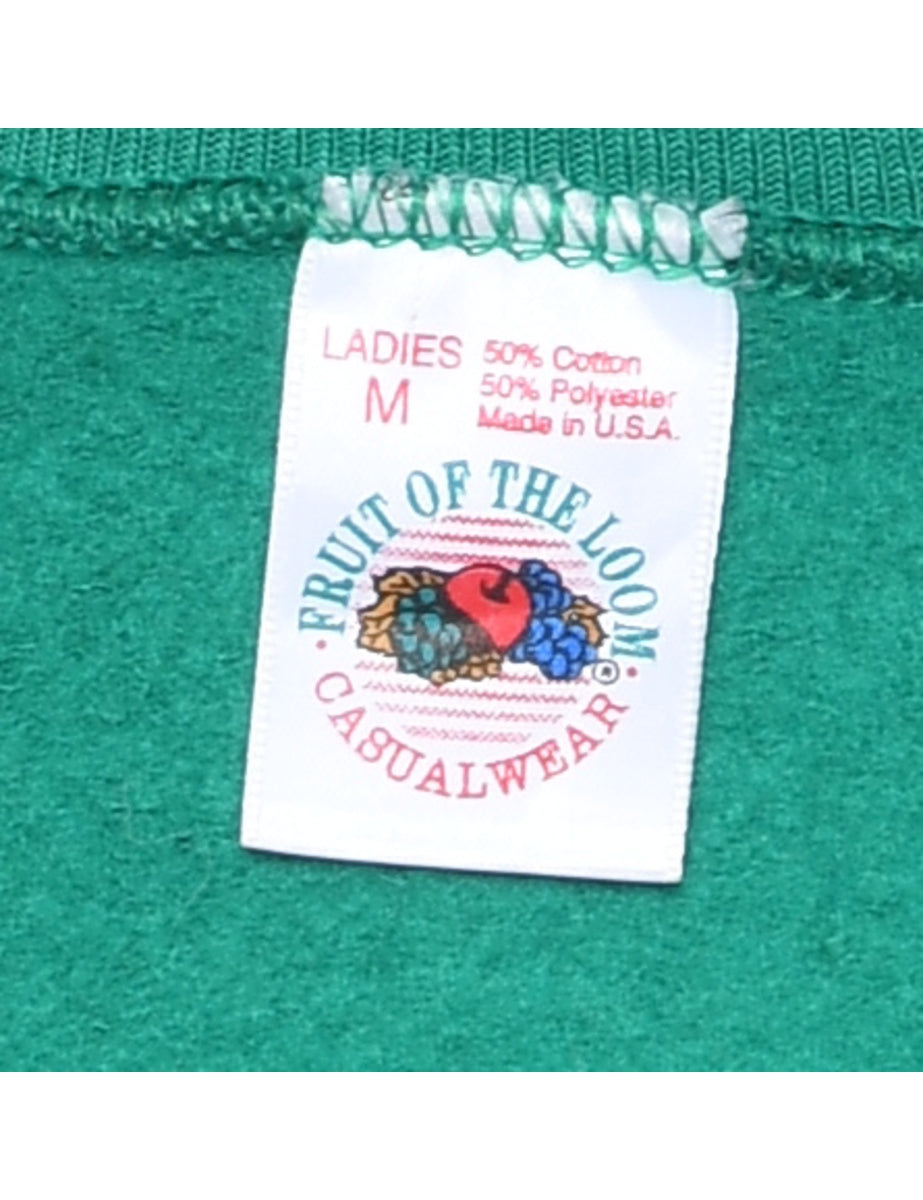 LADIES
M
50% Cotton
50% Polyester
Made in U.S.A.
FRUIT OF THE LOOM
®
· CASUALWEAR ·